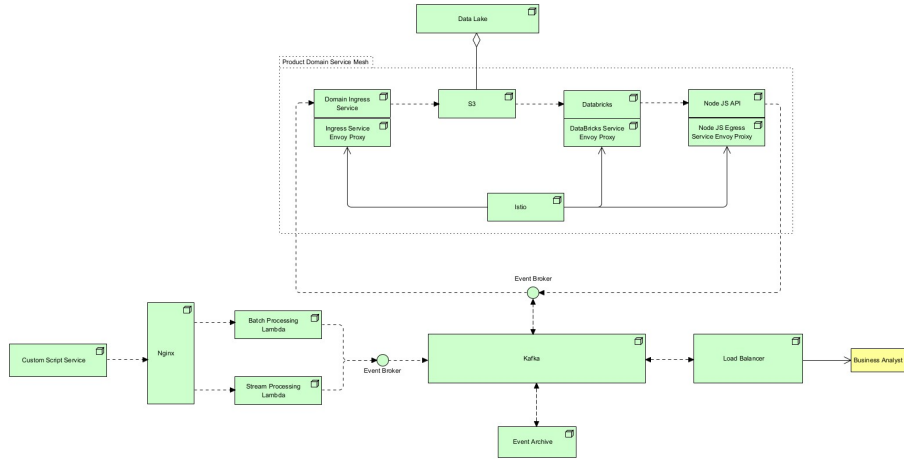 Data Lake
Product Domain Service Mesh
Domain Ingress
Service
S3
Databricks
Node JS API
Ingress Service
Envoy Proxy
DataBricks Service
Envoy Proxy
Node JS Egress
Service Envoy Proixy
Istio
Event Broker
Custom Script Service
Nginx
Batch Processing
Lambda
Stream Processing
Lambda
Event Broker
Kafka
Load Balancer
Business Analyst
Event Archive